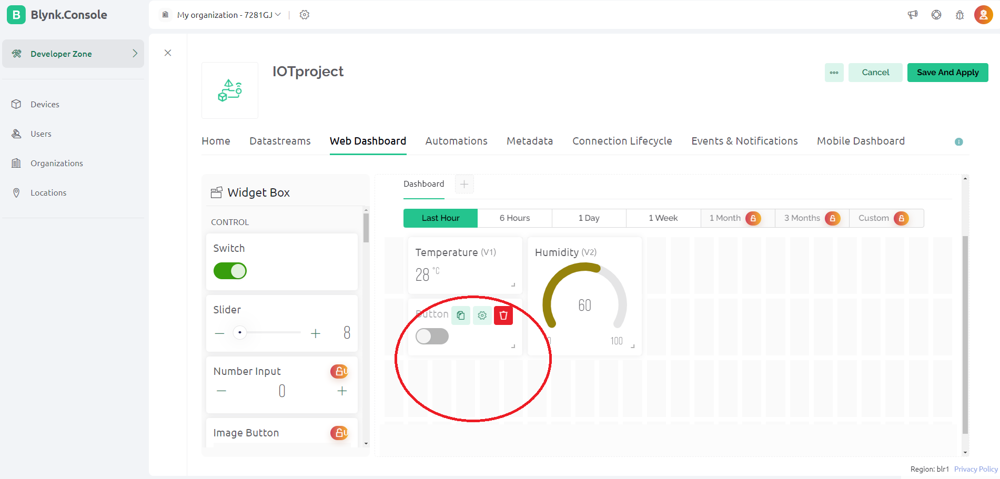 B Blynk.Console
My organization - 7281GJ
Developer Zone
Devices
Users
Organizations
Locations
IOTproject
Cancel
Save And Apply
Home Datastreams Web Dashboard Automations Metadata Connection Lifecycle Events & Notifications Mobile Dashboard
Widget Box
CONTROL
Switch
Slider
8
Number Input
U
0
Image Button
U
Dashboard
Last Hour 6 Hours 1 Day 1 Week 1 Month 3 Months Custom
Temperature (V1)
28 °C
Humidity (V2)
60
0 100
Button
Region: blr1 Privacy Policy